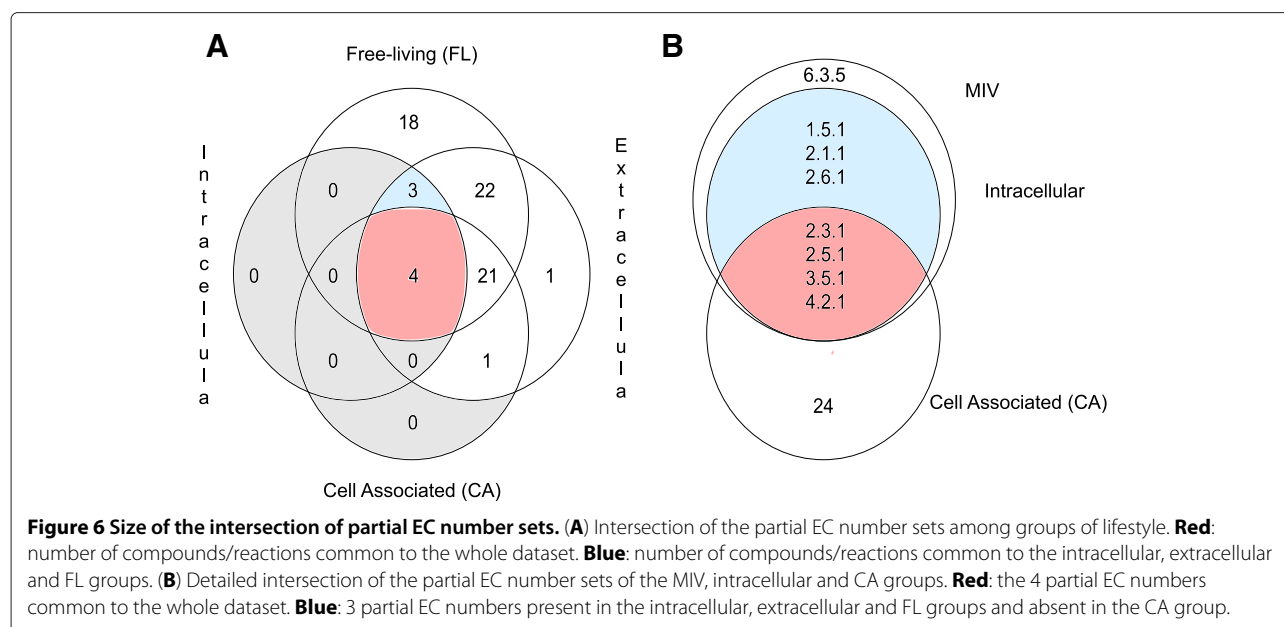 A
B
Free-living (FL)
18
0
3
22
0
0
4
21
1
0
0
1
0
Intracellula
Extracellula
Cell Associated (CA)
6.3.5
MIV
1.5.1
2.1.1
2.6.1
Intracellular
2.3.1
2.5.1
3.5.1
4.2.1
24
Cell Associated (CA)
Figure 6 Size of the intersection of partial EC number sets. (A) Intersection of the partial EC number sets among groups of lifestyle. Red:
number of compounds/reactions common to the whole dataset. Blue: number of compounds/reactions common to the intracellular, extracellular
and FL groups. (B) Detailed intersection of the partial EC number sets of the MIV, intracellular and CA groups. Red: the 4 partial EC numbers
common to the whole dataset. Blue: 3 partial EC numbers present in the intracellular, extracellular and FL groups and absent in the CA group.